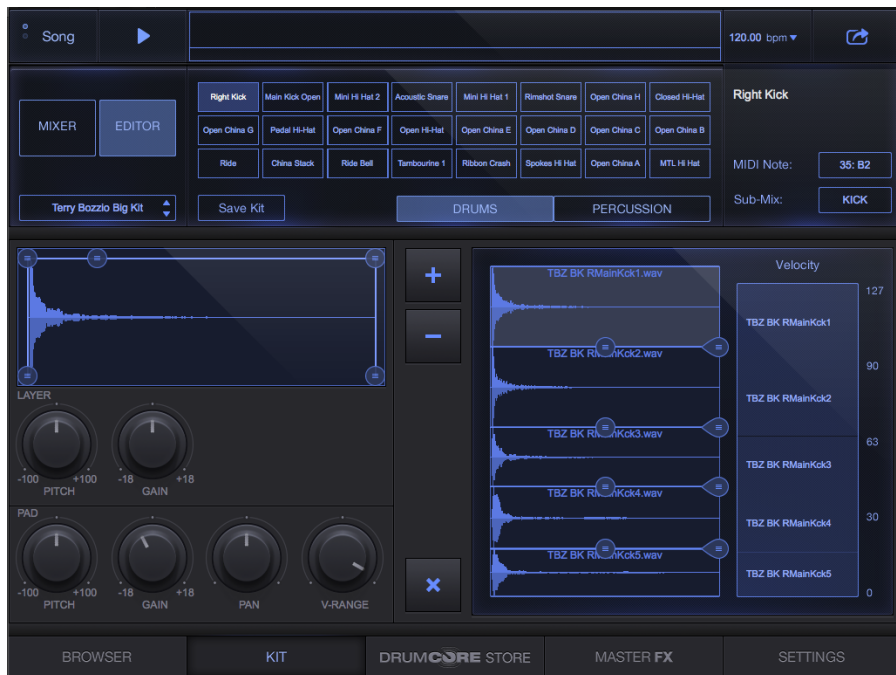 Song
120.00 bpm
Right Kick Main Kick Open Mini Hi Hat 2 Acoustic Snare Mini Hi Hat 1 Rimshot Snare Open China H Closed Hi-Hat
Open China G Pedal Hi-Hat Open China F Open Hi-Hat Open China E Open China D Open China C Open China B
Ride China Stack Ride Bell Tambourine 1 Ribbon Crash Spokes Hi Hat Open China A MTL Hi Hat
MIXER EDITOR
Terry Bozzio Big Kit
Save Kit
DRUMS PERCUSSION
Right Kick
MIDI Note: 35: B2
Sub-Mix: KICK
LAYER
-100 +100 -18 +18
PITCH GAIN
PAD
-100 +100 -18 +18
PITCH GAIN PAN V-RANGE
+
−
×
TBZ BK RMainKck1.wav
TBZ BK RMainKck2.wav
TBZ BK RMainKck3.wav
TBZ BK RMainKck4.wav
TBZ BK RMainKck5.wav
Velocity
127
TBZ BK RMainKck1
90
TBZ BK RMainKck2
63
TBZ BK RMainKck3
30
TBZ BK RMainKck4
TBZ BK RMainKck5
0
BROWSER KIT DRUMCORE STORE MASTER FX SETTINGS